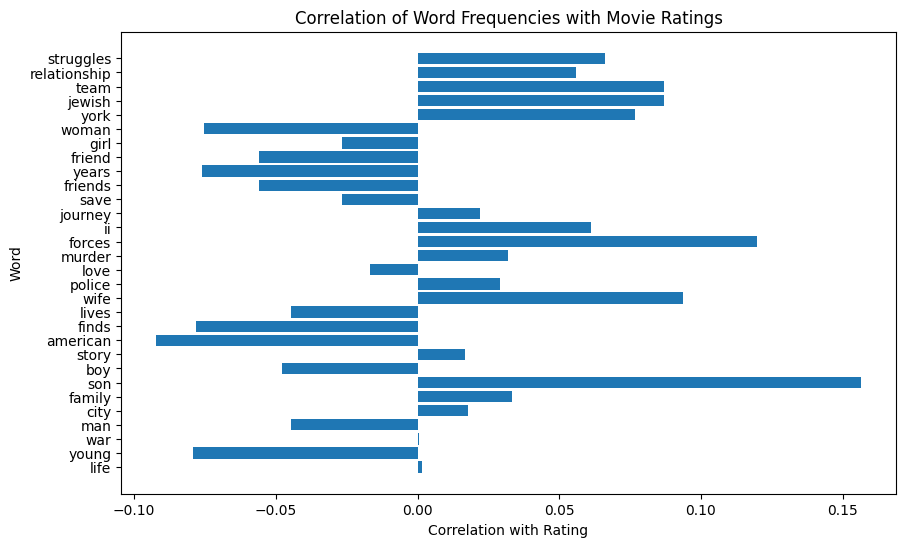 Correlation of Word Frequencies with Movie Ratings
struggles
relationship
team
jewish
york
woman
girl
friend
years
friends
save
journey
ii
forces
murder
love
police
wife
lives
finds
american
story
boy
son
family
city
man
war
young
life
Word
−0.10 −0.05 0.00 0.05 0.10 0.15
Correlation with Rating